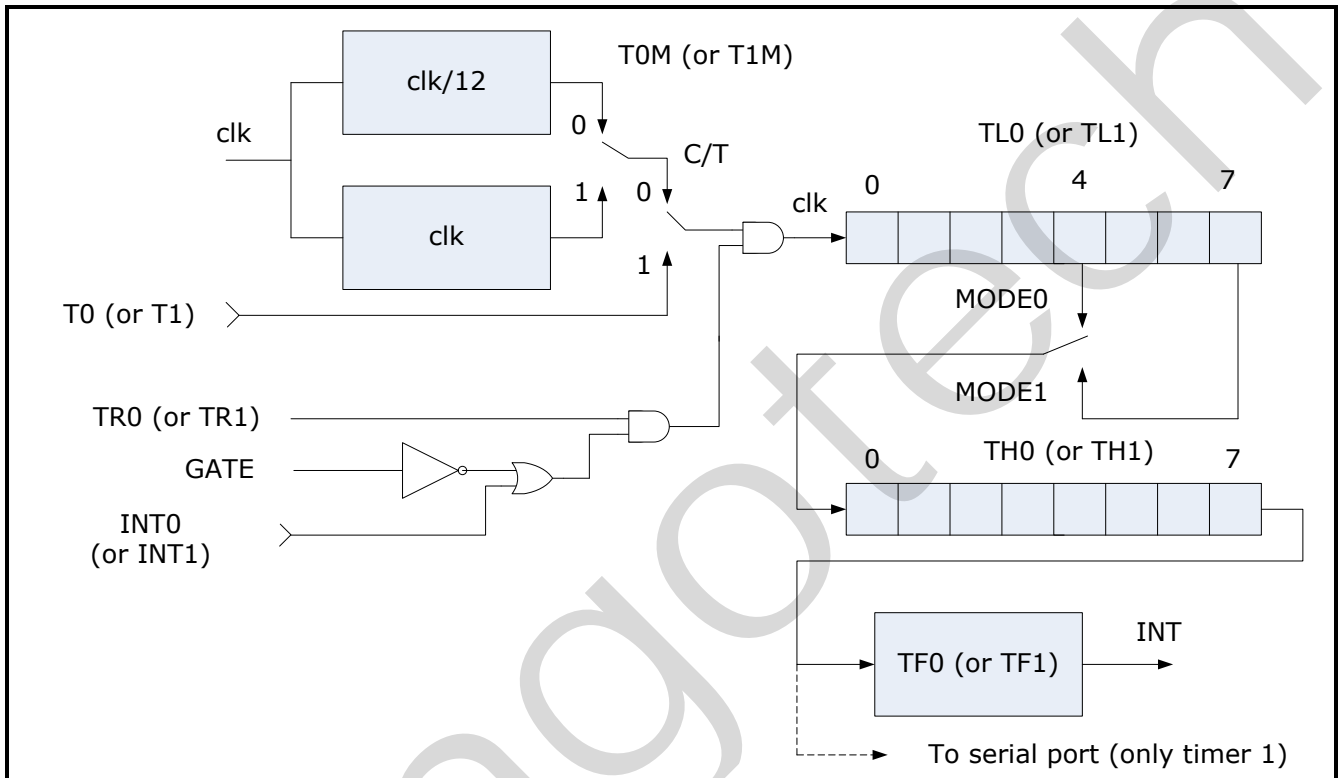 clk/12
T0M (or T1M)
clk
0
C/T
1
0
clk
1
T0 (or T1)
TL0 (or TL1)
0
4
7
clk
MODE0
MODE1
TR0 (or TR1)
GATE
INT0
(or INT1)
TH0 (or TH1)
0
7
TF0 (or TF1)
INT
To serial port (only timer 1)
agotech